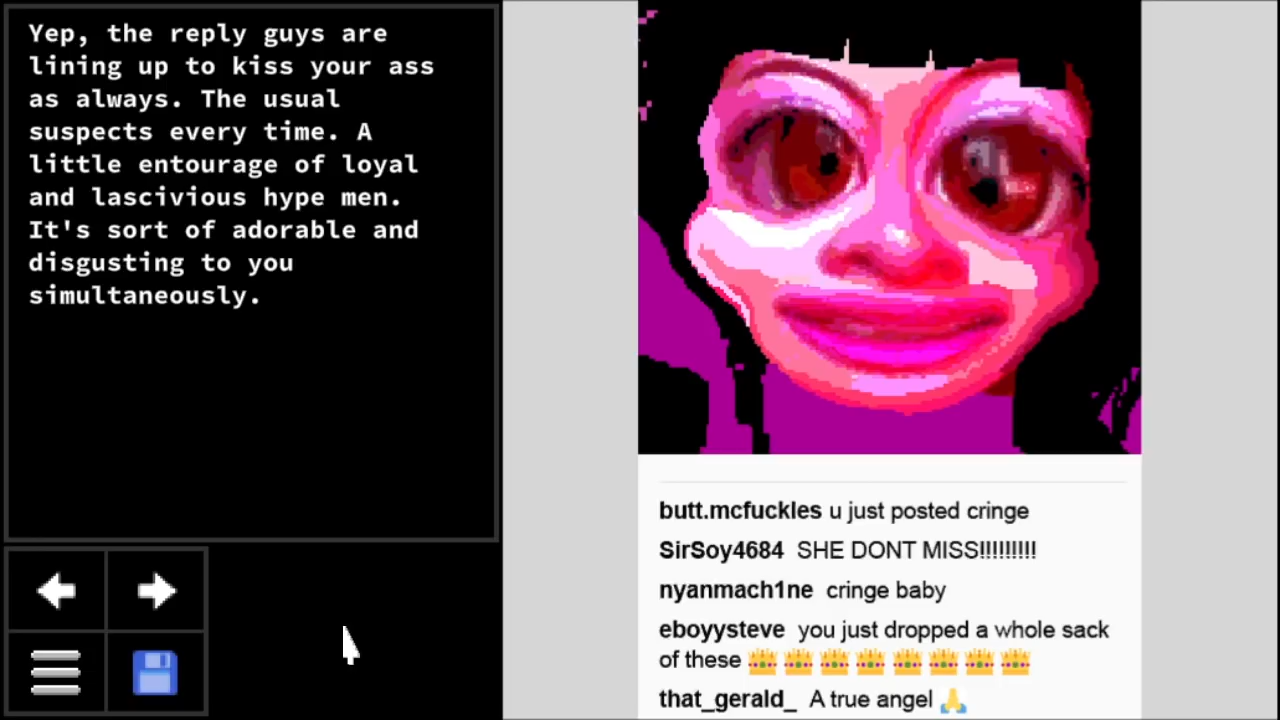 Yep, the reply guys are
lining up to kiss your ass
as always. The usual
suspects every time. A
little entourage of loyal
and lascivious hype men.
It's sort of adorable and
disgusting to you
simultaneously.
butt.mcfuckles u just posted cringe
SirSoy4684 SHE DONT MISS!!!!!!!!!
nyanmach1ne cringe baby
eboyysteve you just dropped a whole sack
of these 👑 👑 👑 👑 👑 👑 👑 👑
that_gerald_ A true angel 🙏